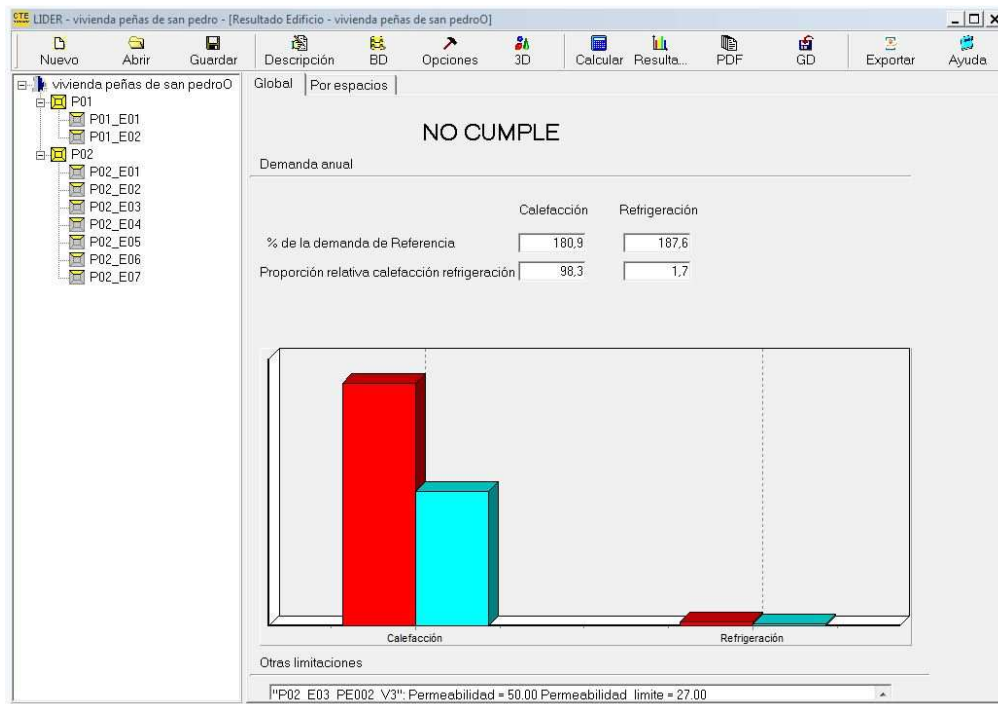 CTE LIDER - vivienda peñas de san pedro - [Resultado Edificio - vivienda peñas de san pedroO]
Nuevo Abrir Guardar Descripción BD Opciones 3D Calcular Resulta... PDF GD Exportar Ayuda
vivienda peñas de san pedroO
P01
P01_E01
P01_E02
P02
P02_E01
P02_E02
P02_E03
P02_E04
P02_E05
P02_E06
P02_E07
Global Por espacios
NO CUMPLE
Demanda anual
Calefacción Refrigeración
% de la demanda de Referencia 180,9 187,6
Proporción relativa calefacción refrigeración 98,3 1,7
Calefacción Refrigeración
Otras limitaciones
"P02_E03_PE002_V3": Permeabilidad = 50.00 Permeabilidad_limite = 27.00